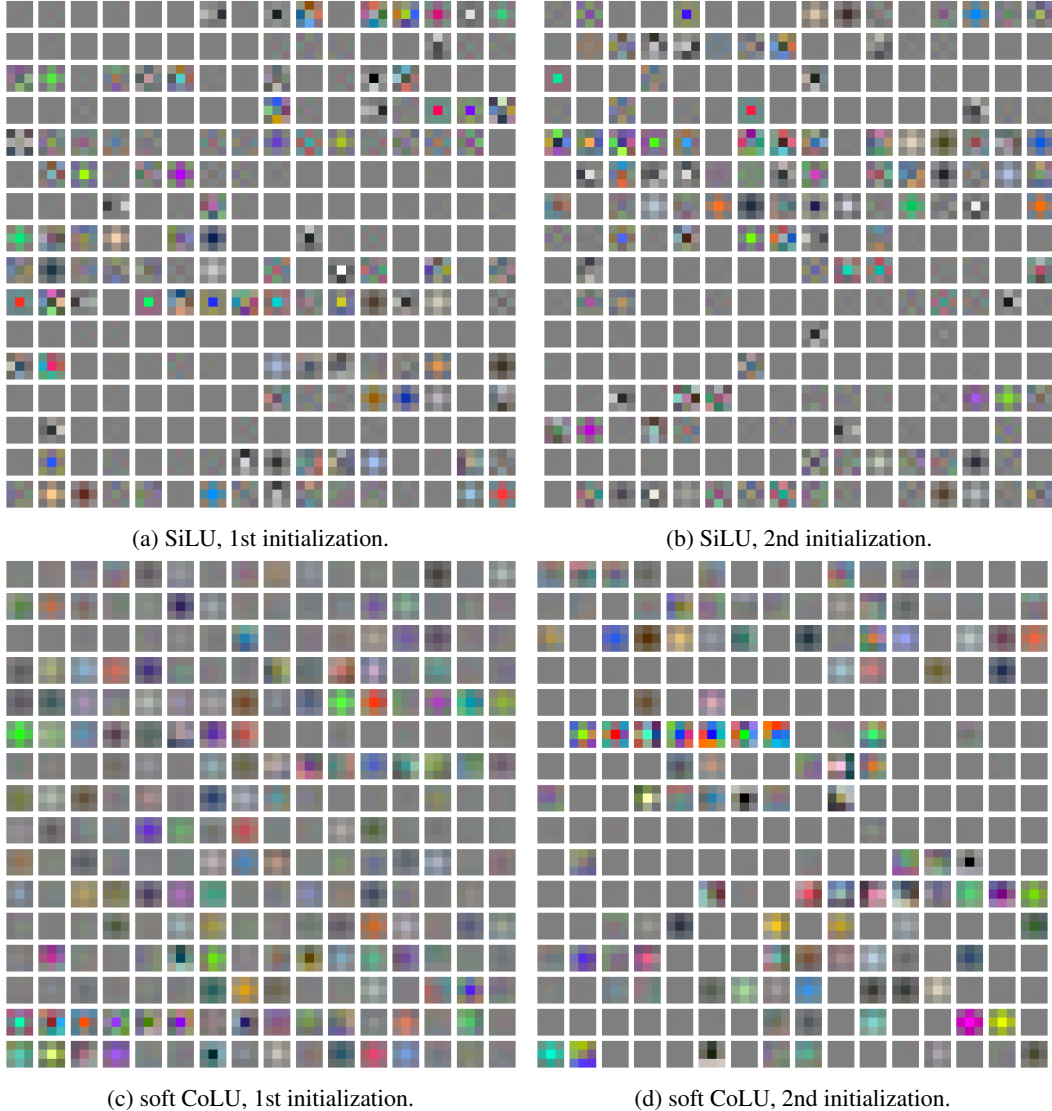 (a) SiLU, 1st initialization.
(b) SiLU, 2nd initialization.
(c) soft CoLU, 1st initialization.
(d) soft CoLU, 2nd initialization.